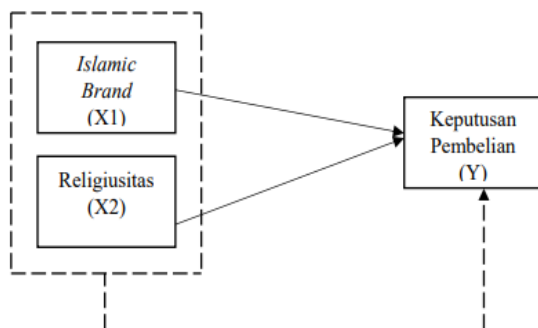 Islamic
Brand
(X1)
Religiusitas
(X2)
Keputusan
Pembelian
(Y)